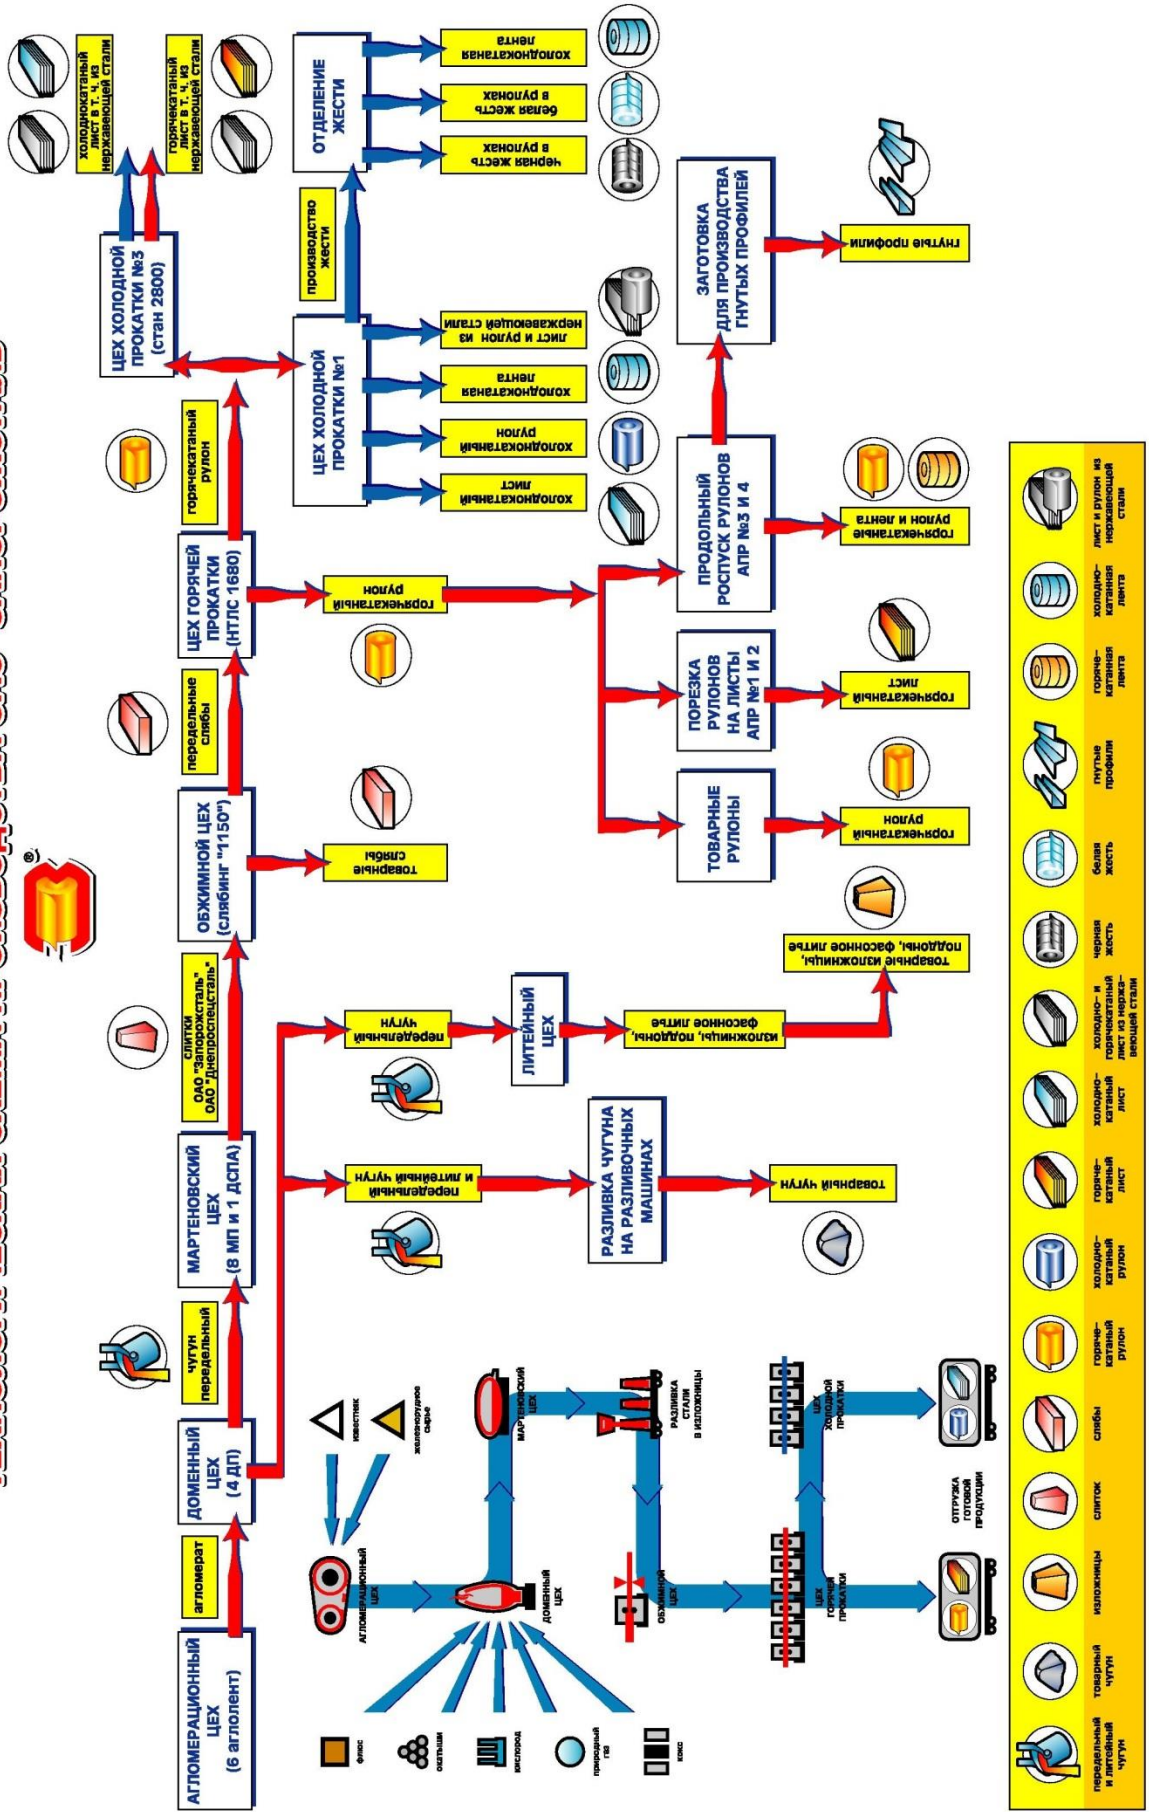 АГЛОМЕРАЦИОННЫЙ
ЦЕХ
(6 аглолент)
агломерат
ДОМЕННЫЙ
ЦЕХ
(4 ДП)
чугун
передельный
МАРТЕНОВСКИЙ
ЦЕХ
(8 МП и 1 ДСПА)
слитки
ОАО "Запорожсталь"
ОАО "Днепроспецсталь"
ОБЖИМНОЙ ЦЕХ
(слябинг "1150")
передельные
слябы
ЦЕХ ГОРЯЧЕЙ
ПРОКАТКИ
(НТЛС 1680)
горячекатаный
рулон
ЦЕХ ХОЛОДНОЙ
ПРОКАТКИ №3
(стан 2800)
холоднокатаный
лист в т. ч. из
нержавеющей стали
горячекатаный
лист в т. ч. из
нержавеющей стали
ЦЕХ ХОЛОДНОЙ
ПРОКАТКИ №1
производство
жести
ОТДЕЛЕНИЕ
ЖЕСТИ
холоднокатаный
лист
холоднокатаный
рулон
холоднокатаная
лента
лист и рулон из
нержавеющей стали
черная жесть
в рулонах
белая жесть
в рулонах
холоднокатаная
лента
товарные
слябы
горячекатаный
рулон
передельный
и литейный чугун
передельный
чугун
РАЗЛИВКА ЧУГУНА
НА РАЗЛИВОЧНЫХ
МАШИНАХ
ЛИТЕЙНЫЙ
ЦЕХ
товарный чугун
изложницы, поддоны,
фасонное литье
товарные изложницы,
поддоны, фасонное литье
ТОВАРНЫЕ
РУЛОНЫ
ПОРЕЗКА
РУЛОНОВ
НА ЛИСТЫ
АПР №1 И 2
ПРОДОЛЬНЫЙ
РОСПУСК РУЛОНОВ
АПР №3 И 4
ЗАГОТОВКА
ДЛЯ ПРОИЗВОДСТВА
ГНУТЫХ ПРОФИЛЕЙ
горячекатаный
рулон
горячекатаный
лист
горячекатаные
рулон и лента
гнутые профили
флюс
окатыши
кислород
природный
газ
кокс
известняк
железнорудное
сырье
АГЛОМЕРАЦИОННЫЙ
ЦЕХ
ДОМЕННЫЙ
ЦЕХ
МАРТЕНОВСКИЙ
ЦЕХ
РАЗЛИВКА
СТАЛИ
В ИЗЛОЖНИЦЫ
ОБЖИМНОЙ
ЦЕХ
ЦЕХ
ГОРЯЧЕЙ
ПРОКАТКИ
ЦЕХ
ХОЛОДНОЙ
ПРОКАТКИ
ОТГРУЗКА
ГОТОВОЙ
ПРОДУКЦИИ
передельный
и литейный
чугун
товарный
чугун
изложницы
слиток
слябы
горяче-
катаный
рулон
холодно-
катаный
рулон
горяче-
катаный
лист
холодно-
катаный
лист
холодно- и
горячекатаный
лист из нержа-
веющей стали
черная
жесть
белая
жесть
гнутые
профили
горяче-
катанная
лента
холодно-
катанная
лента
лист и рулон из
нержавеющей
стали